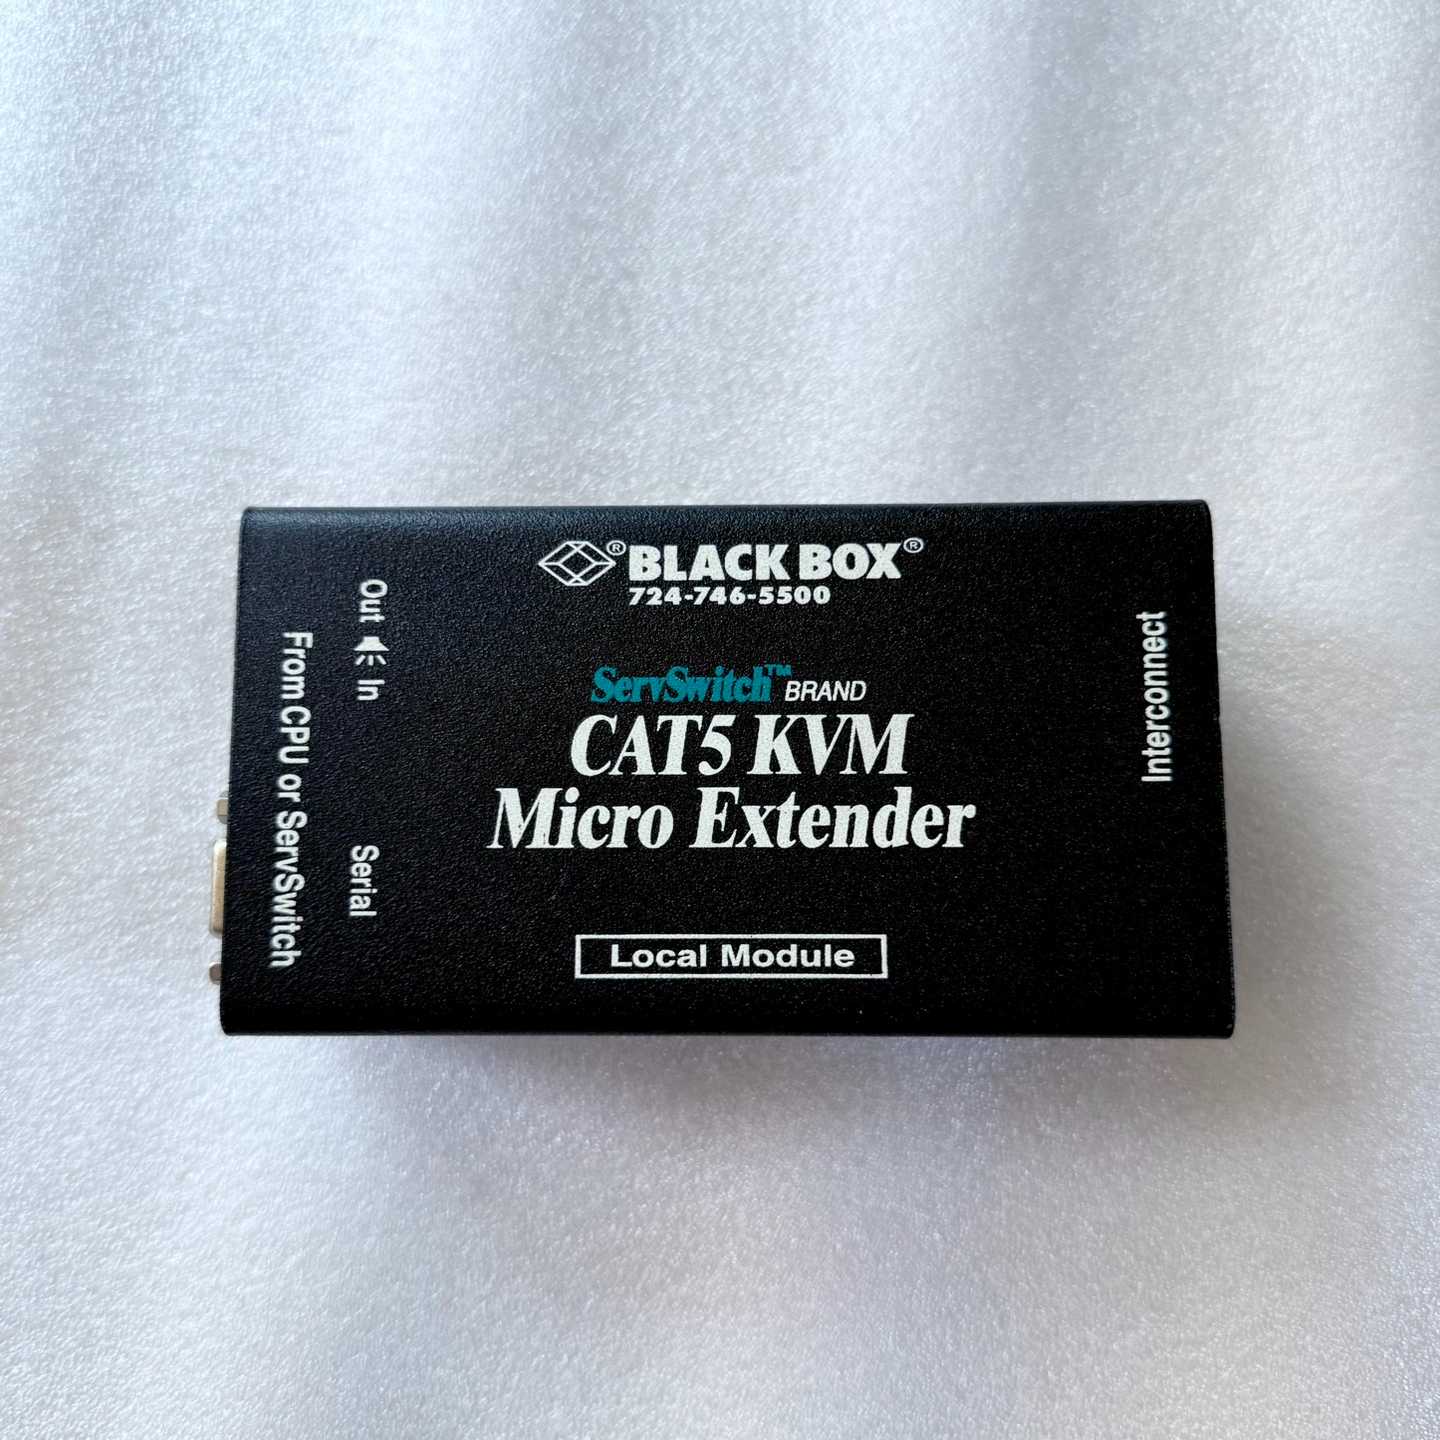 ® BLACK BOX®
724-746-5500
ServSwitch™ BRAND
CAT5 KVM
Micro Extender
Local Module
Out In
Serial
From CPU or ServSwitch
Interconnect